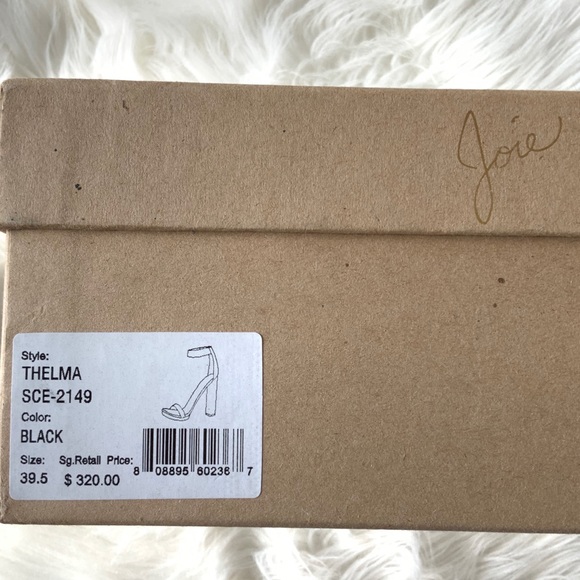 Joie
Style:
THELMA
SCE-2149
Color:
BLACK
Size: Sg.Retail Price:
39.5 $ 320.00
8 08895 60236 7